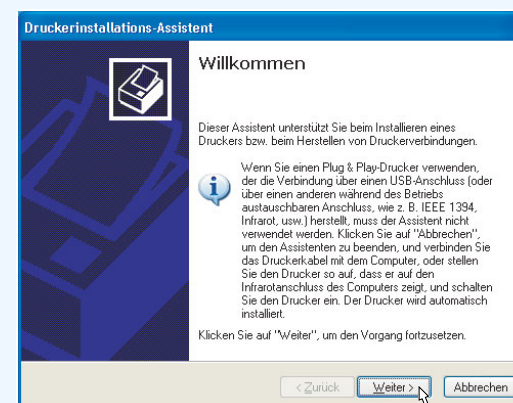 Druckerinstallations-Assistent
Willkommen
Dieser Assistent unterstützt Sie beim Installieren eines
Druckers bzw. beim Herstellen von Druckerverbindungen.
Wenn Sie einen Plug & Play-Drucker verwenden,
der die Verbindung über einen USB-Anschluss (oder
über einen anderen während des Betriebs
austauschbaren Anschluss, wie z. B. IEEE 1394,
Infrarot, usw.) herstellt, muss der Assistent nicht
verwendet werden. Klicken Sie auf "Abbrechen",
um den Assistenten zu beenden, und verbinden Sie
das Druckerkabel mit dem Computer, oder stellen
Sie den Drucker so auf, dass er auf den
Infrarotanschluss des Computers zeigt, und schalten
Sie den Drucker ein. Der Drucker wird automatisch
installiert.
Klicken Sie auf "Weiter", um den Vorgang fortzusetzen.
< Zurück Weiter > Abbrechen